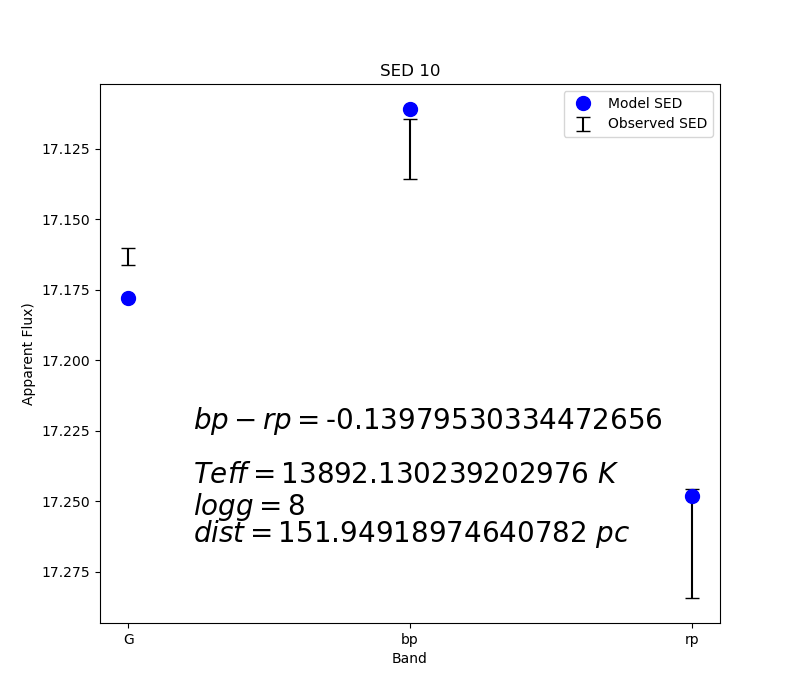 SED 10
Model SED
Observed SED
17.125
17.150
17.175
17.200
17.225
17.250
17.275
Apparent Flux)
bp − rp = -0.13979530334472656
Teff = 13892.130239202976 K
logg = 8
dist = 151.94918974640782 pc
G
bp
rp
Band